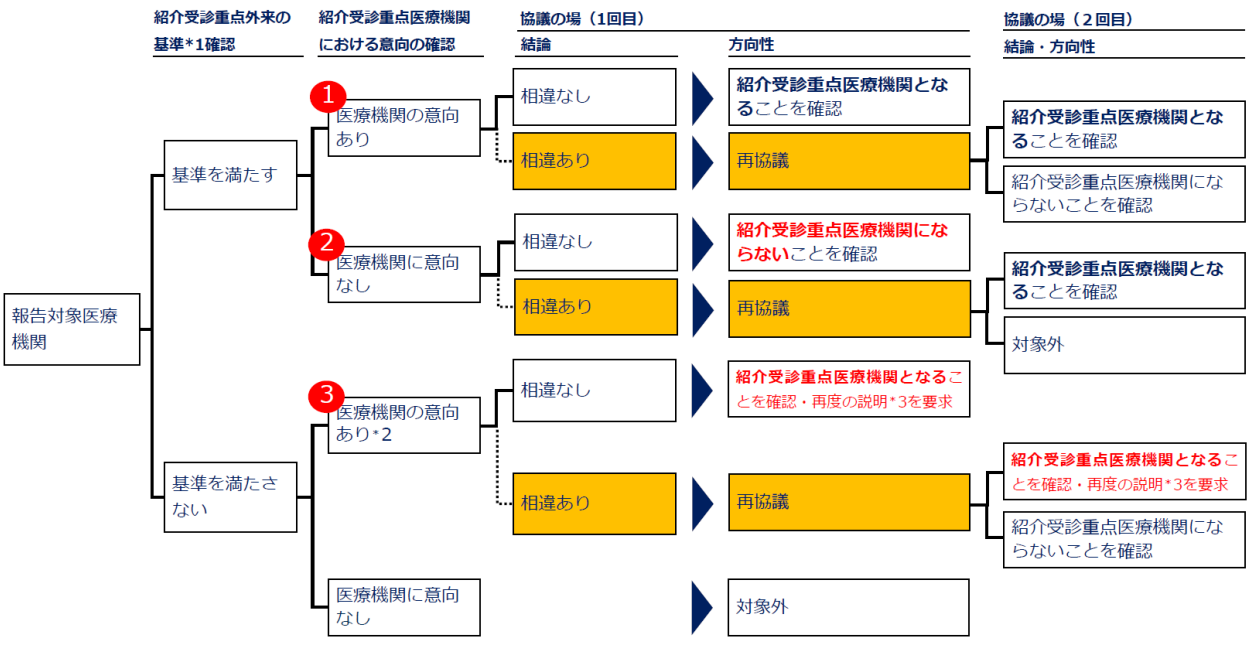 紹介受診重点外来の
基準*1確認
紹介受診重点医療機関
における意向の確認
協議の場（1回目）
結論
方向性
協議の場（２回目）
結論・方向性
報告対象医療
機関
基準を満たす
1
医療機関の意向
あり
相違なし
紹介受診重点医療機関とな
ることを確認
相違あり
再協議
紹介受診重点医療機関とな
ることを確認
紹介受診重点医療機関にな
らないことを確認
2
医療機関に意向
なし
相違なし
紹介受診重点医療機関にな
らないことを確認
相違あり
再協議
紹介受診重点医療機関とな
ることを確認
対象外
基準を満たさ
ない
3
医療機関の意向
あり*2
相違なし
紹介受診重点医療機関となるこ
とを確認・再度の説明*3を要求
相違あり
再協議
紹介受診重点医療機関となるこ
とを確認・再度の説明*3を要求
紹介受診重点医療機関にな
らないことを確認
医療機関に意向
なし
対象外